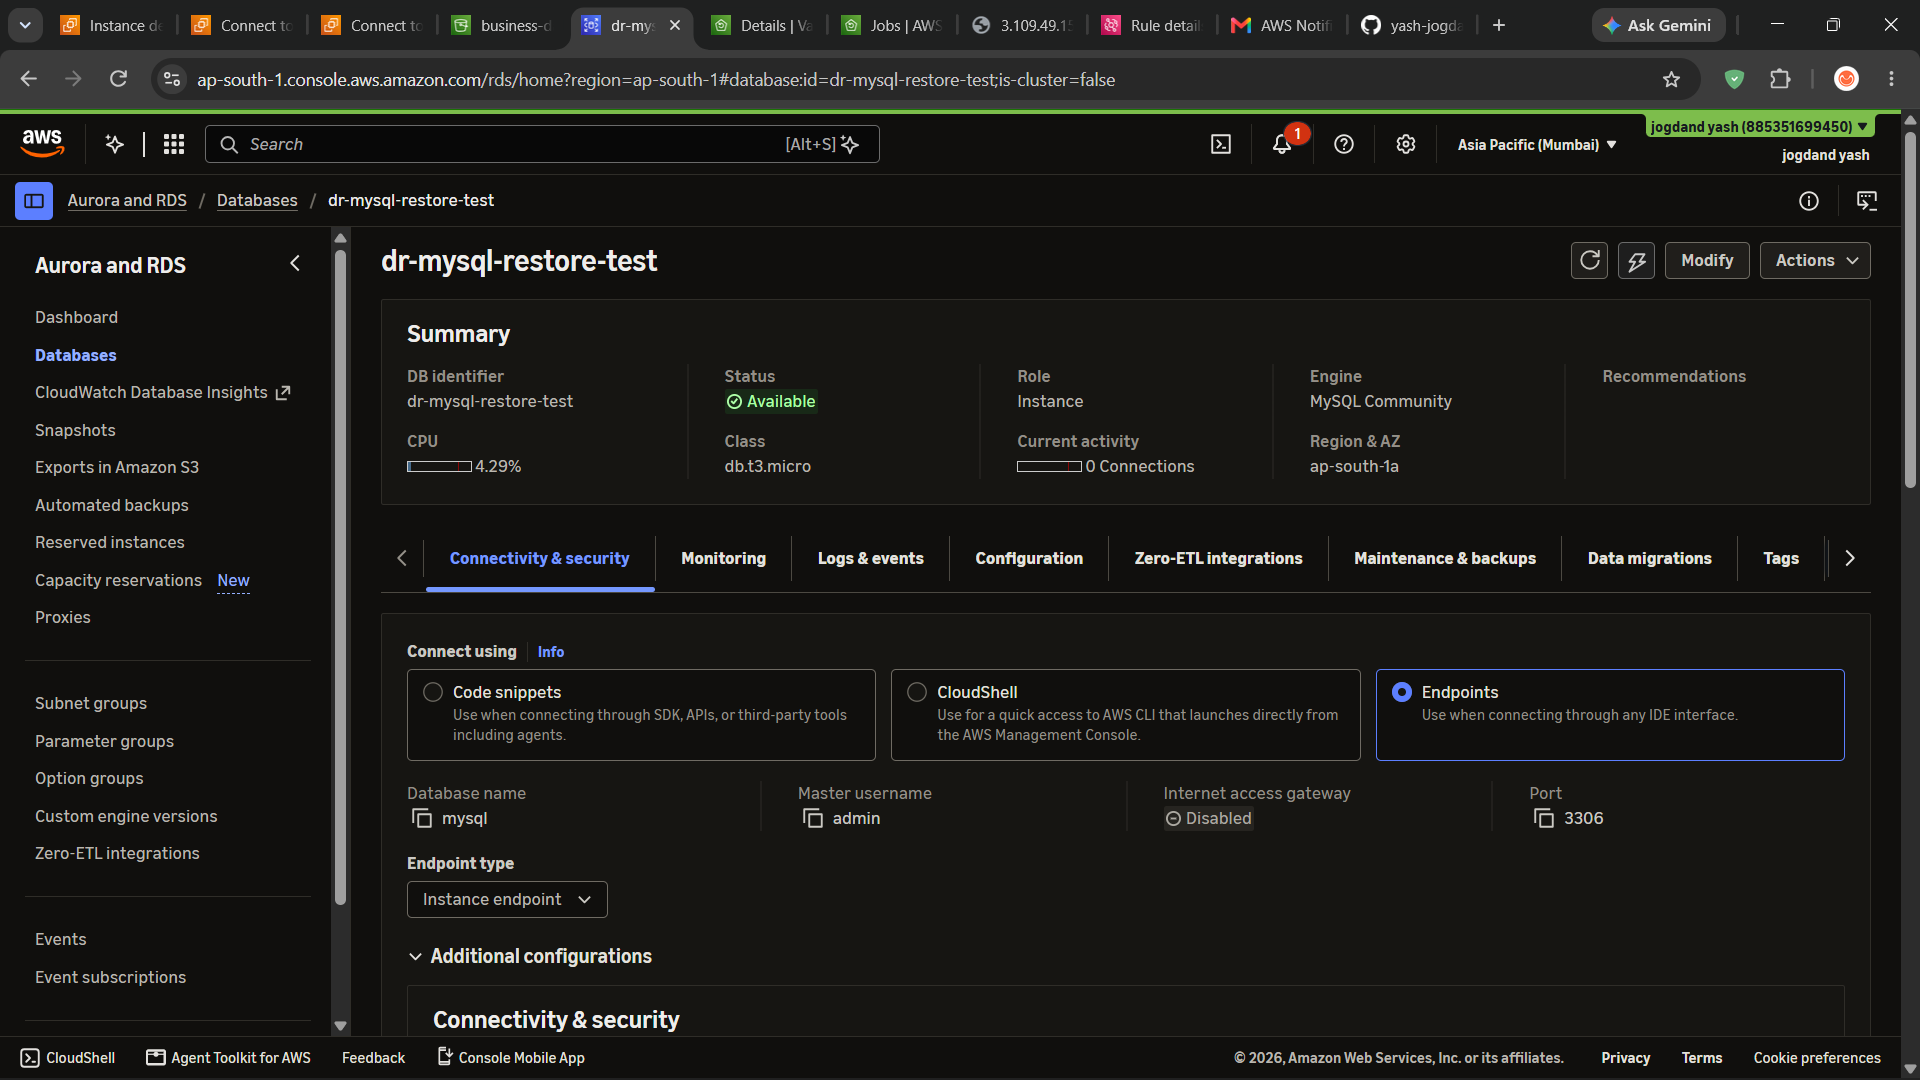 Instance de
Connect to
Connect to
business-d
dr-mys
Details | Va
Jobs | AWS
3.109.49.15
Rule detail
AWS Notifi
yash-jogda
Ask Gemini
ap-south-1.console.aws.amazon.com/rds/home?region=ap-south-1#database:id=dr-mysql-restore-test;is-cluster=false
aws
Search
[Alt+S]
1
Asia Pacific (Mumbai)
jogdand yash (885351699450)
jogdand yash
Aurora and RDS / Databases / dr-mysql-restore-test
Aurora and RDS
Dashboard
Databases
CloudWatch Database Insights
Snapshots
Exports in Amazon S3
Automated backups
Reserved instances
Capacity reservations New
Proxies
Subnet groups
Parameter groups
Option groups
Custom engine versions
Zero-ETL integrations
Events
Event subscriptions
dr-mysql-restore-test
Modify
Actions
Summary
DB identifier
dr-mysql-restore-test
Status
Available
Role
Instance
Engine
MySQL Community
Recommendations
CPU
4.29%
Class
db.t3.micro
Current activity
0 Connections
Region & AZ
ap-south-1a
Connectivity & security
Monitoring
Logs & events
Configuration
Zero-ETL integrations
Maintenance & backups
Data migrations
Tags
Connect using
Info
Code snippets
Use when connecting through SDK, APIs, or third-party tools
including agents.
CloudShell
Use for a quick access to AWS CLI that launches directly from
the AWS Management Console.
Endpoints
Use when connecting through any IDE interface.
Database name
mysql
Master username
admin
Internet access gateway
Disabled
Port
3306
Endpoint type
Instance endpoint
Additional configurations
Connectivity & security
CloudShell
Agent Toolkit for AWS
Feedback
Console Mobile App
© 2026, Amazon Web Services, Inc. or its affiliates.
Privacy
Terms
Cookie preferences